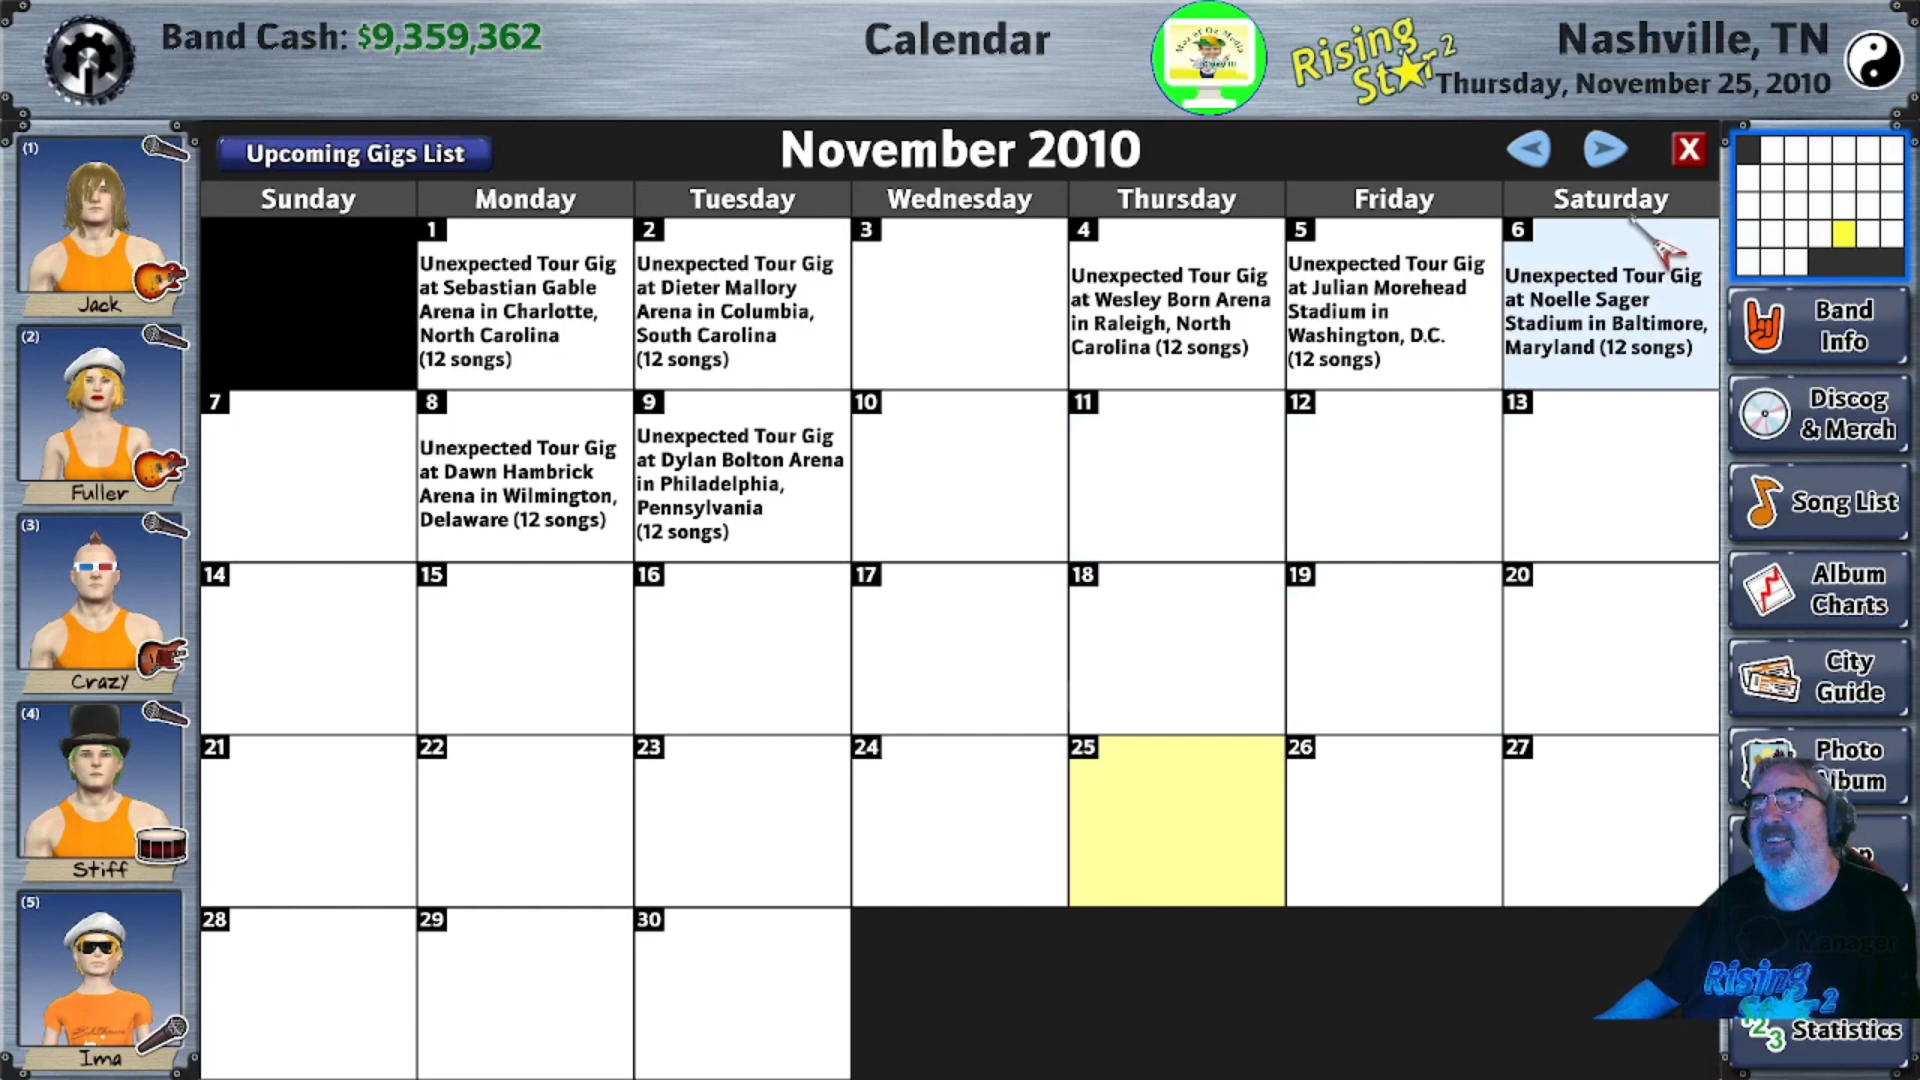 Band Cash: $9,359,362
Calendar
Rising
St r 2
Nashville, TN
Thursday, November 25, 2010
Upcoming Gigs List
November 2010
X
Sunday
Monday
Tuesday
Wednesday
Thursday
Friday
Saturday
1
Unexpected Tour Gig
at Sebastian Gable
Arena in Charlotte,
North Carolina
(12 songs)
2
Unexpected Tour Gig
at Dieter Mallory
Arena in Columbia,
South Carolina
(12 songs)
3
4
Unexpected Tour Gig
at Wesley Born Arena
in Raleigh, North
Carolina (12 songs)
5
Unexpected Tour Gig
at Julian Morehead
Stadium in
Washington, D.C.
(12 songs)
6
Unexpected Tour Gig
at Noelle Sager
Stadium in Baltimore,
Maryland (12 songs)
7
8
Unexpected Tour Gig
at Dawn Hambrick
Arena in Wilmington,
Delaware (12 songs)
9
Unexpected Tour Gig
at Dylan Bolton Arena
in Philadelphia,
Pennsylvania
(12 songs)
10
11
12
13
14
15
16
17
18
19
20
21
22
23
24
25
26
27
28
29
30
(1)
Jack
(2)
Fuller
(3)
Crazy
(4)
Stiff
(5)
Ima
Band
Info
Discog
& Merch
Song List
Album
Charts
City
Guide
Photo
lbum
Manager
Rising
St r 2
123
Statistics